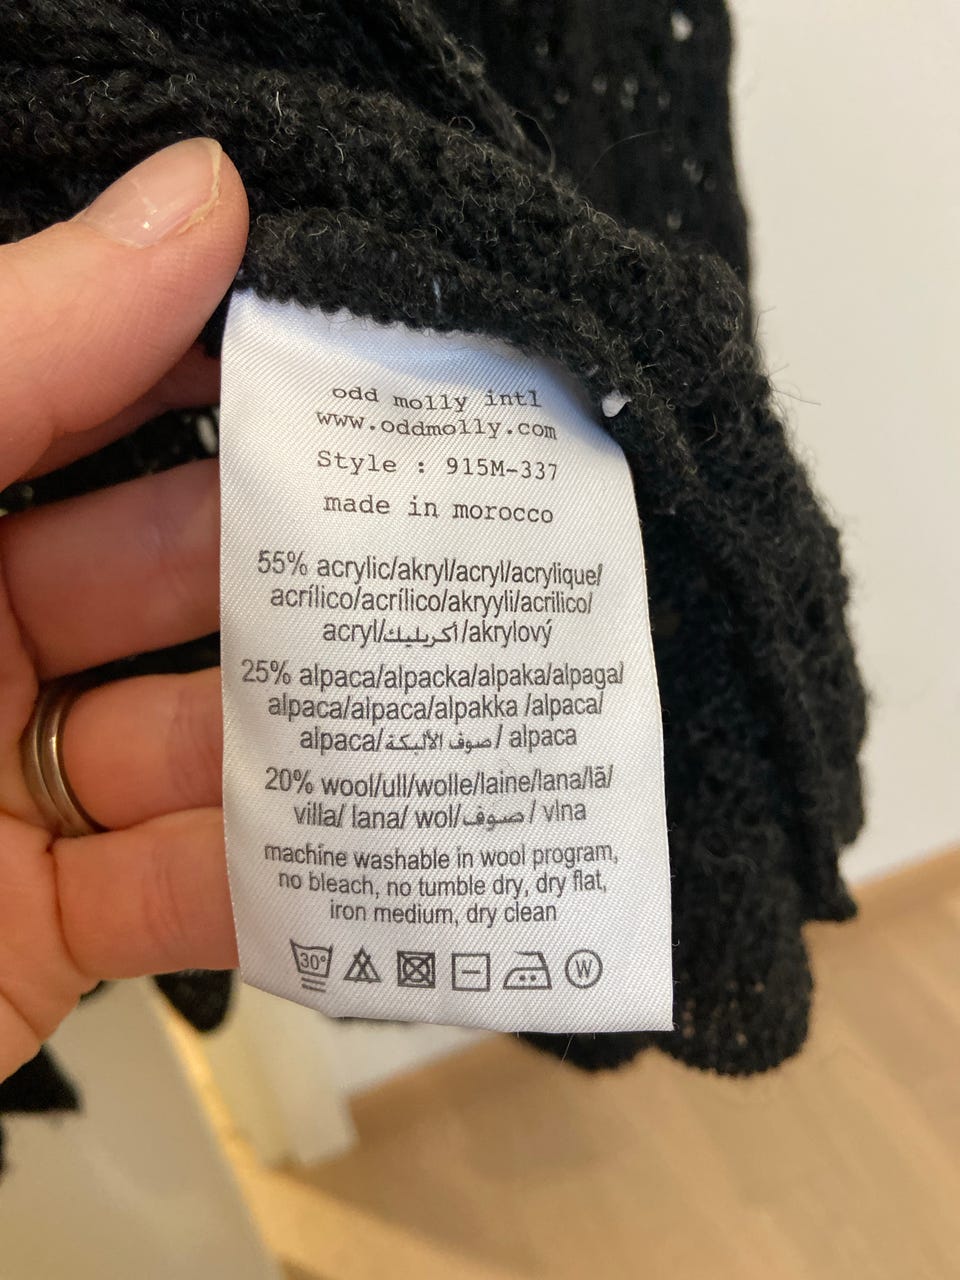 odd molly intl
www.oddmolly.com
Style : 915M-337
made in morocco
55% acrylic/akryl/acryl/acrylique/
acrílico/acrílico/akryyli/acrilico/
acryl/أكريليك/akrylový
25% alpaca/alpacka/alpaka/alpaga/
alpaca/alpaca/alpakka /alpaca/
alpaca/صوف الألبكة/ alpaca
20% wool/ull/wolle/laine/lana/lã/
villa/ lana/ wol/صوف/ vlna
machine washable in wool program,
no bleach, no tumble dry, dry flat,
iron medium, dry clean
30° W